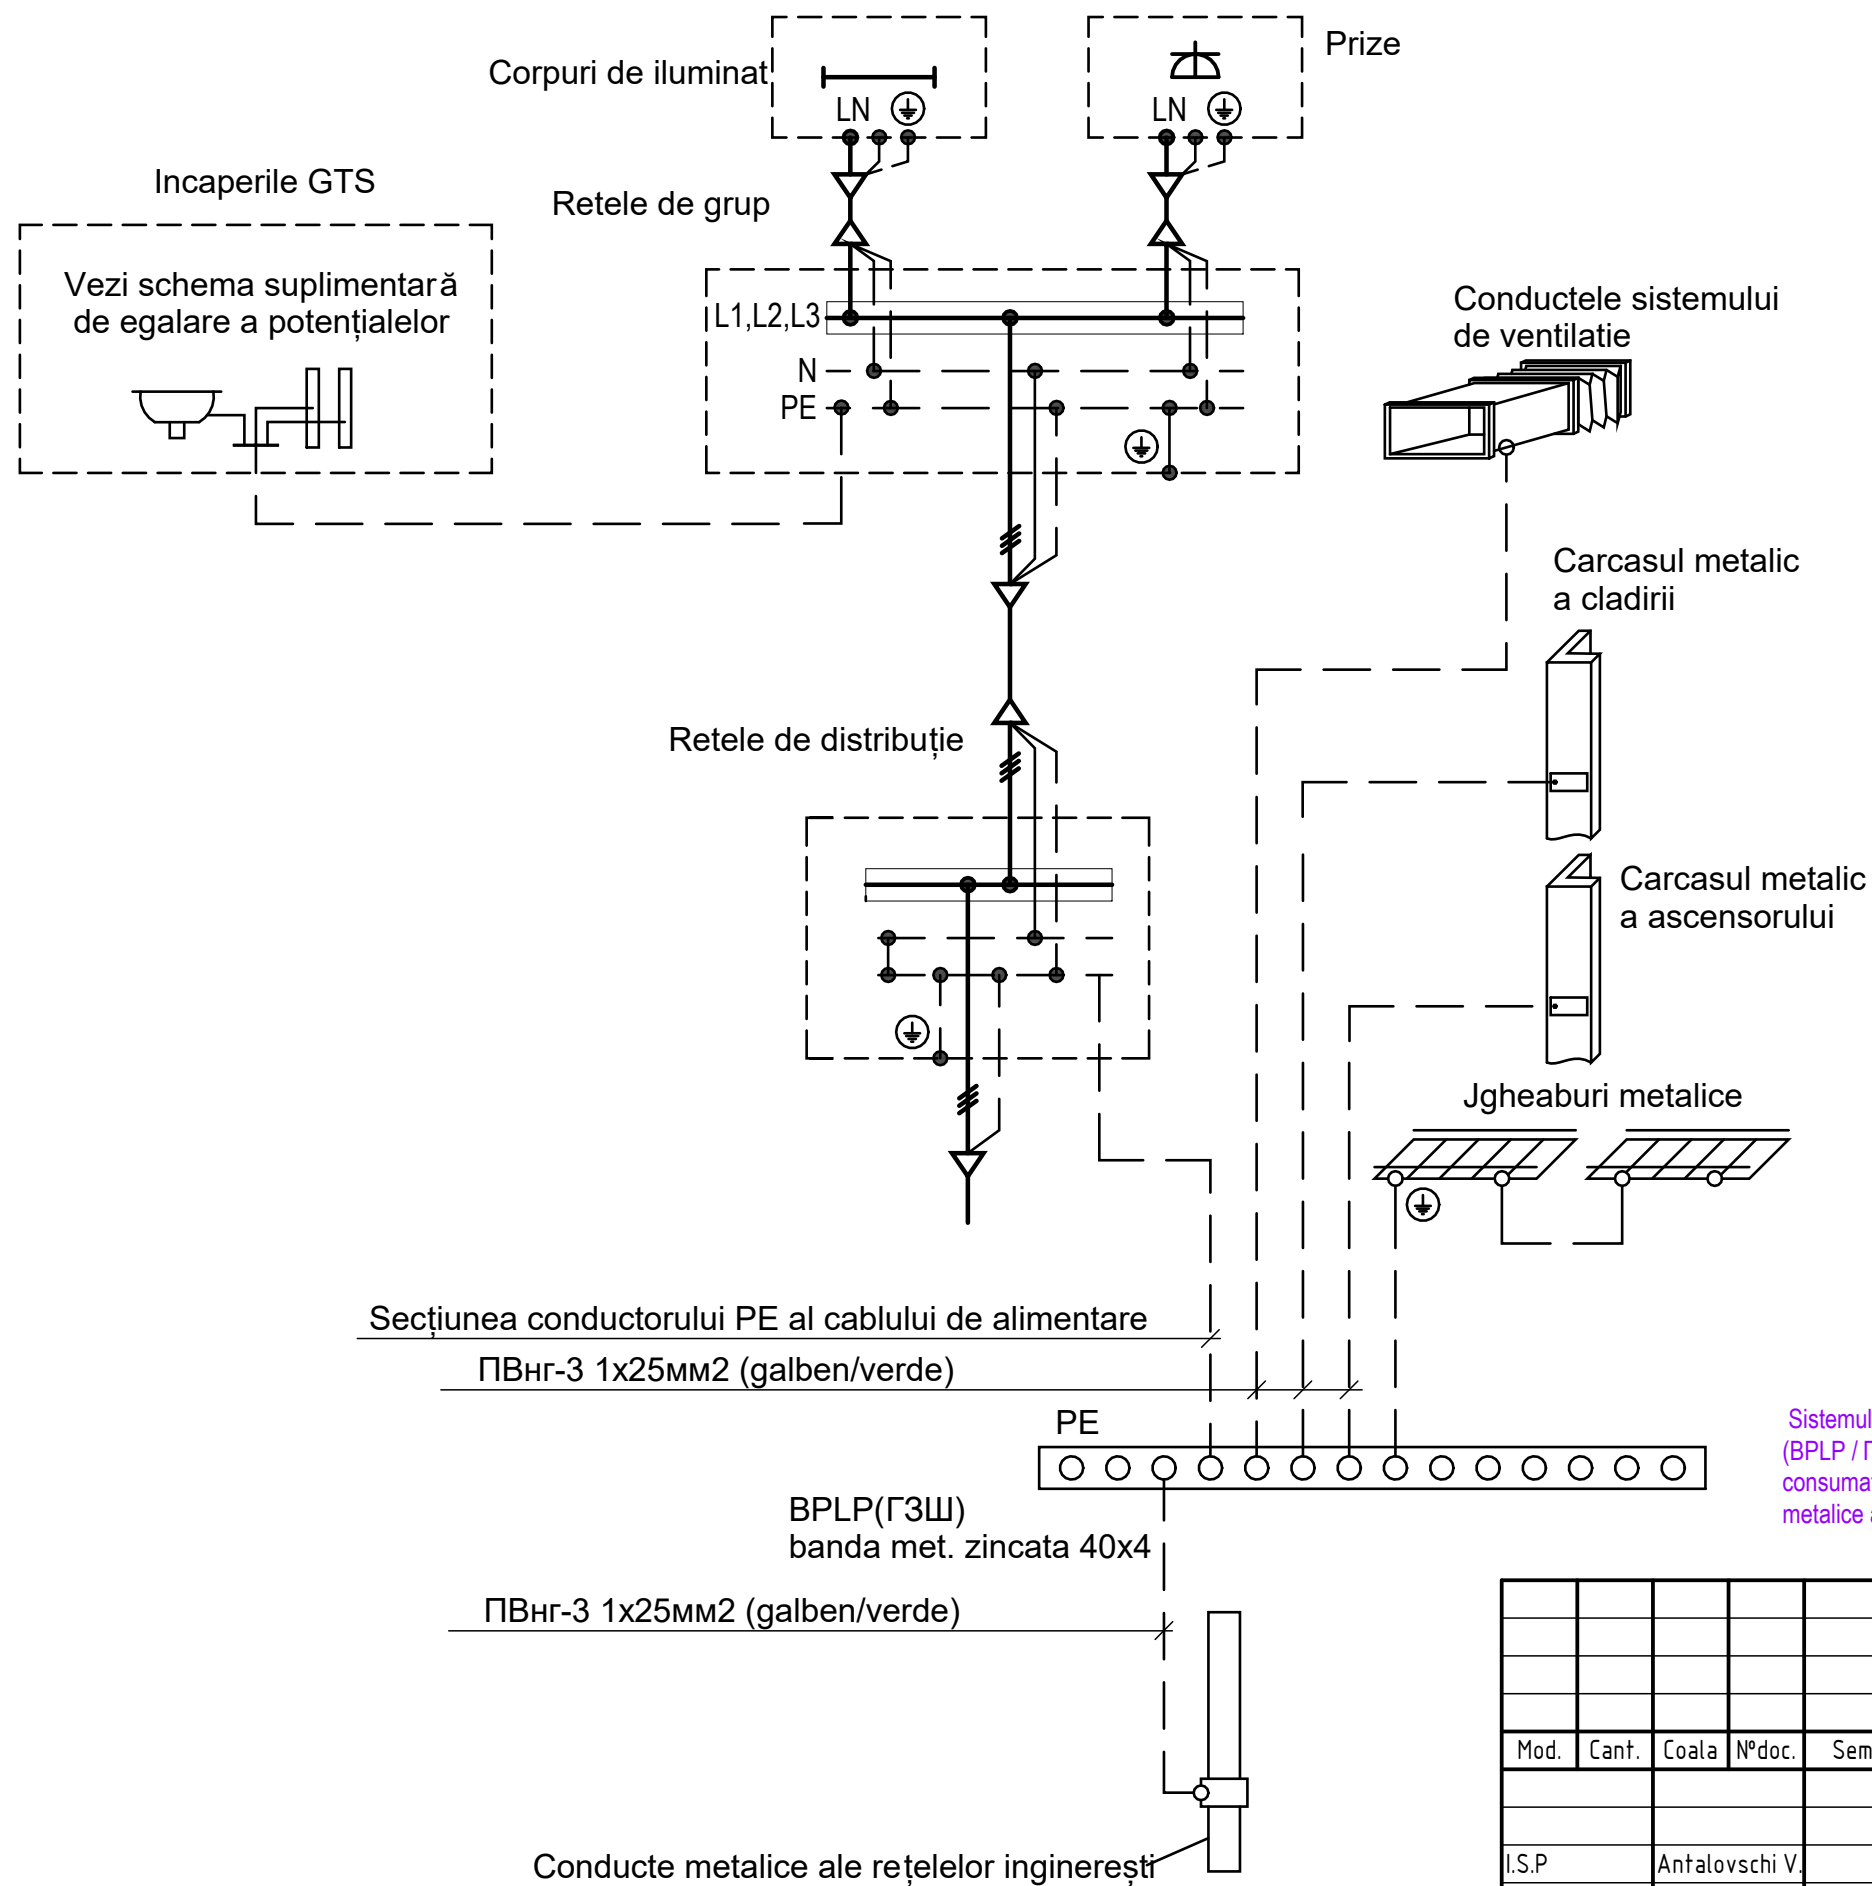 Corpuri de iluminat
Prize
LN
LN
Incaperile GTS
Retele de grup
Vezi schema suplimentară
de egalare a potențialelor
L1,L2,L3
N
PE
Conductele sistemului
de ventilatie
Carcasul metalic
a cladirii
Retele de distribuție
Carcasul metalic
a ascensorului
Jgheaburi metalice
Secțiunea conductorului PE al cablului de alimentare
ПВнг-3 1x25мм2 (galben/verde)
PE
BPLP(ГЗШ)
banda met. zincata 40x4
ПВнг-3 1x25мм2 (galben/verde)
Conducte metalice ale rețelelor inginerești
Sistemul
(BPLP /
metalice
Mod. Cant. Coala Nºdoc.
I.S.P Antalovschi V.